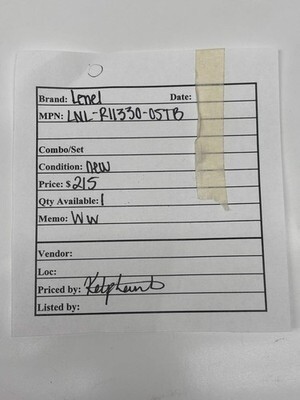 Brand: Lenel Date:
MPN: LNL-R11330-05TB
Combo/Set
Condition: new
Price: $215
Qty Available: 1
Memo: WW
Vendor:
Loc:
Priced by:
Listed by: